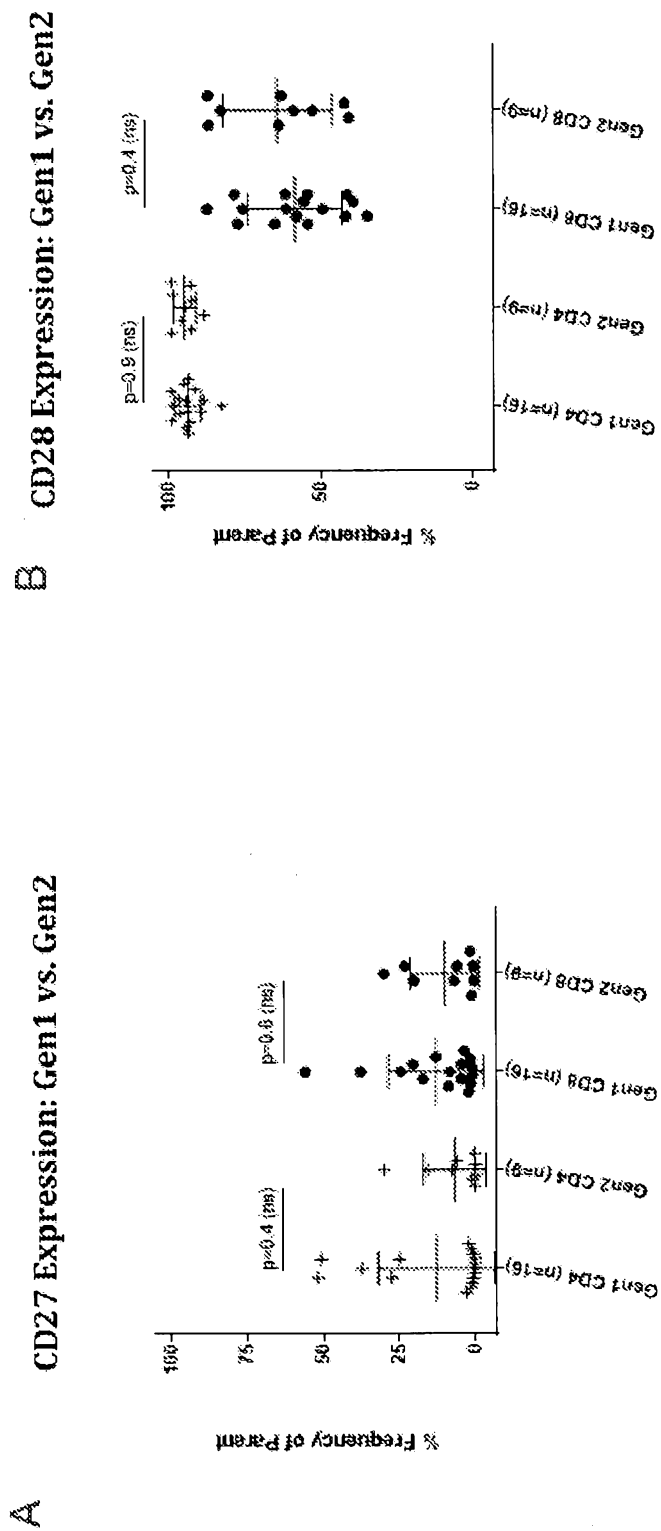 A
CD27 Expression: Gen1 vs. Gen2
% Frequency of Parent
100
75
50
25
0
p=0.4 (ns)
p=0.6 (ns)
Gen1 CD4 (n=16)
Gen2 CD4 (n=9)
Gen1 CD8 (n=16)
Gen2 CD8 (n=9)
B
CD28 Expression: Gen1 vs. Gen2
% Frequency of Parent
100
50
0
p=0.9 (ns)
p=0.4 (ns)
Gen1 CD4 (n=16)
Gen2 CD4 (n=9)
Gen1 CD8 (n=16)
Gen2 CD8 (n=9)